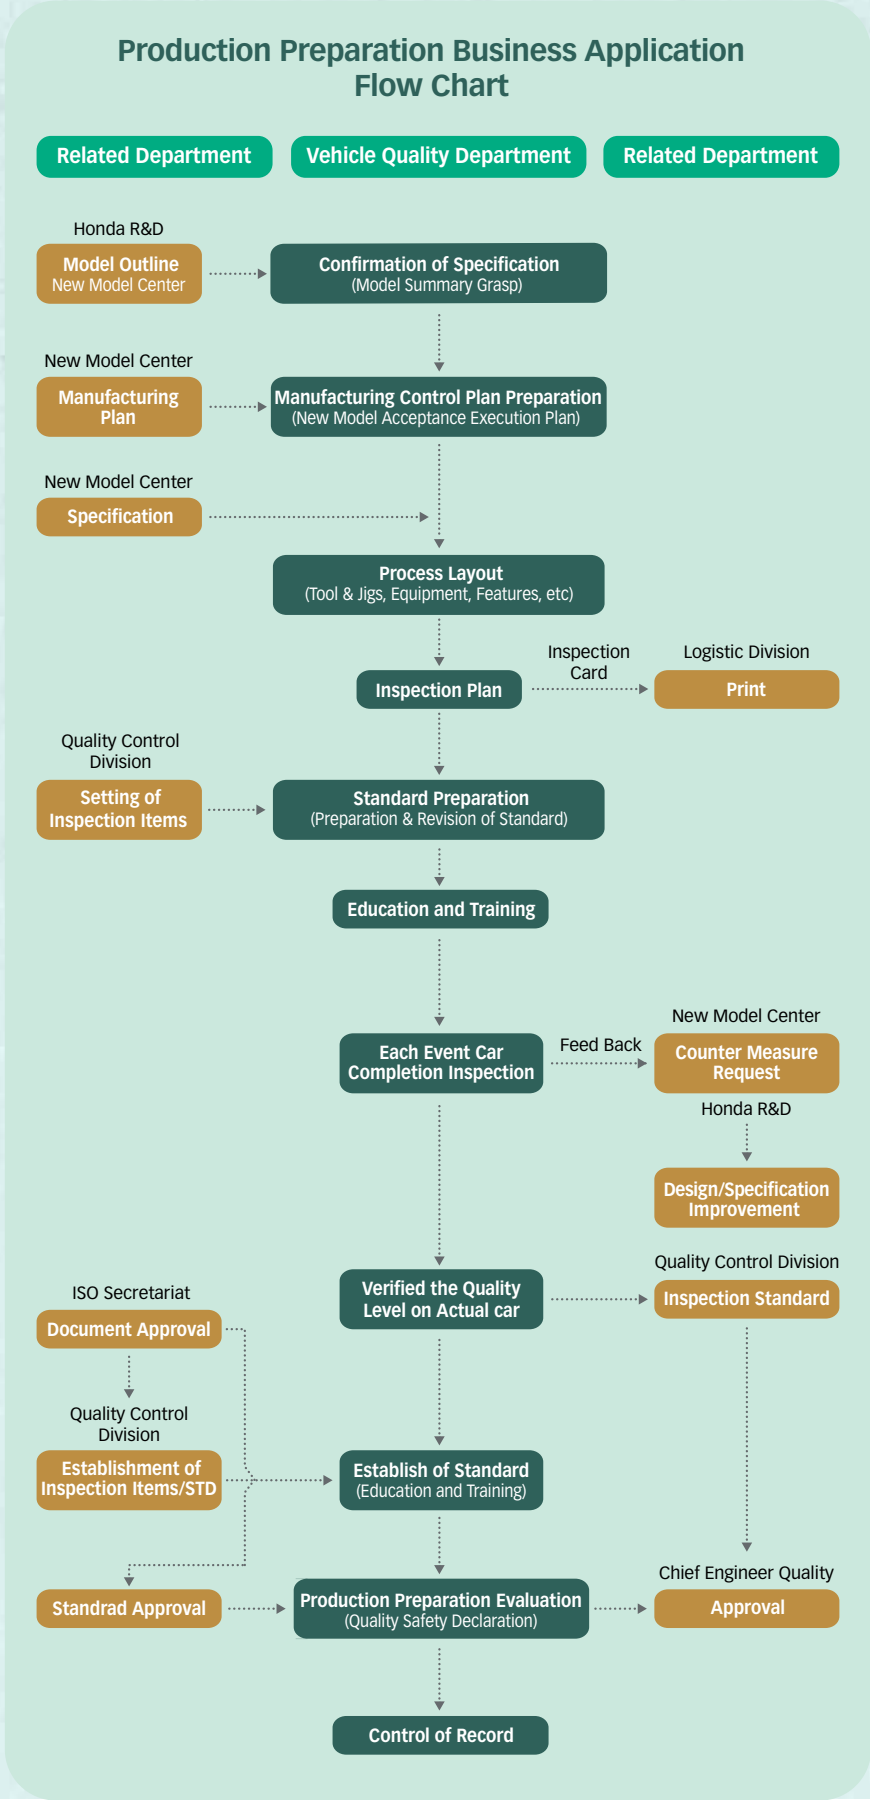 Production Preparation Business Application
Flow Chart
Related Department
Vehicle Quality Department
Related Department
Honda R&D
Model Outline
New Model Center
Confirmation of Specification
(Model Summary Grasp)
New Model Center
Manufacturing
Plan
Manufacturing Control Plan Preparation
(New Model Acceptance Execution Plan)
New Model Center
Specification
Process Layout
(Tool & Jigs, Equipment, Features, etc)
Inspection Plan
Inspection
Card
Logistic Division
Print
Quality Control
Division
Setting of
Inspection Items
Standard Preparation
(Preparation & Revision of Standard)
Education and Training
Each Event Car
Completion Inspection
Feed Back
New Model Center
Counter Measure
Request
Honda R&D
Design/Specification
Improvement
Verified the Quality
Level on Actual car
Quality Control Division
Inspection Standard
ISO Secretariat
Document Approval
Quality Control
Division
Establishment of
Inspection Items/STD
Establish of Standard
(Education and Training)
Standrad Approval
Production Preparation Evaluation
(Quality Safety Declaration)
Chief Engineer Quality
Approval
Control of Record